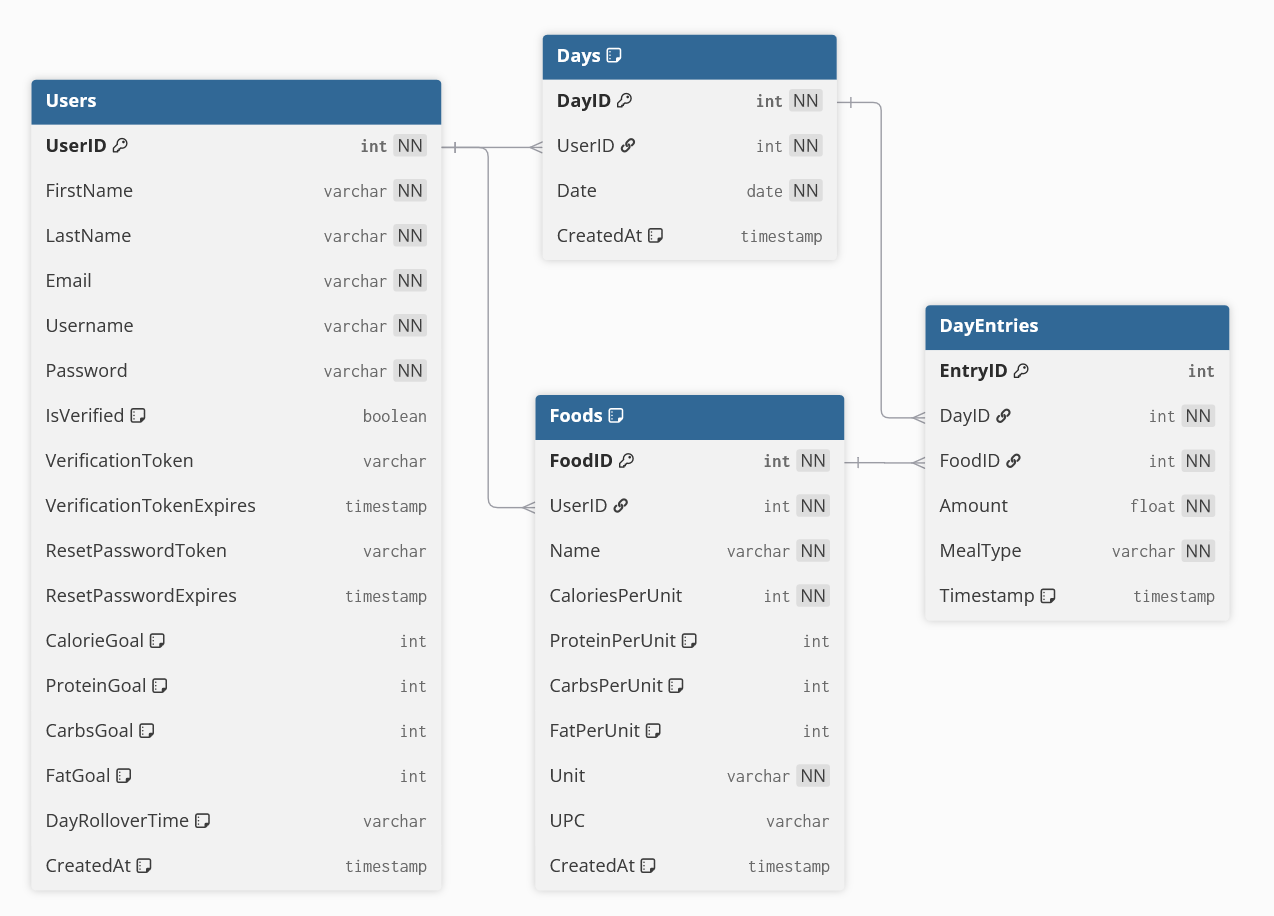 Users
UserID int NN
FirstName varchar NN
LastName varchar NN
Email varchar NN
Username varchar NN
Password varchar NN
IsVerified boolean
VerificationToken varchar
VerificationTokenExpires timestamp
ResetPasswordToken varchar
ResetPasswordExpires timestamp
CalorieGoal int
ProteinGoal int
CarbsGoal int
FatGoal int
DayRolloverTime varchar
CreatedAt timestamp
Days
DayID int NN
UserID int NN
Date date NN
CreatedAt timestamp
Foods
FoodID int NN
UserID int NN
Name varchar NN
CaloriesPerUnit int NN
ProteinPerUnit int
CarbsPerUnit int
FatPerUnit int
Unit varchar NN
UPC varchar
CreatedAt timestamp
DayEntries
EntryID int
DayID int NN
FoodID int NN
Amount float NN
MealType varchar NN
Timestamp timestamp